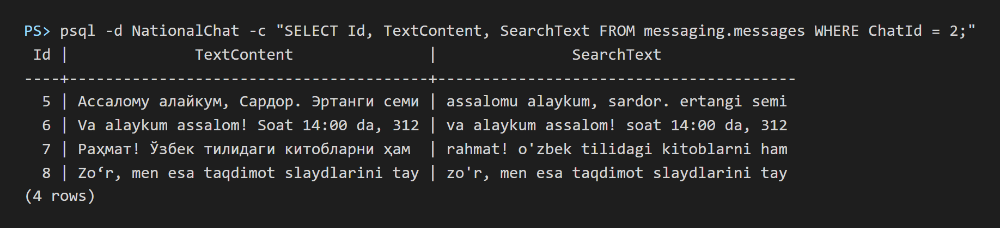 PS> psql -d NationalChat -c "SELECT Id, TextContent, SearchText FROM messaging.messages WHERE ChatId = 2;"
 Id |              TextContent               |               SearchText
----+----------------------------------------+----------------------------------------
  5 | Ассалому алайкум, Сардор. Эртанги семи | assalomu alaykum, sardor. ertangi semi
  6 | Va alaykum assalom! Soat 14:00 da, 312 | va alaykum assalom! soat 14:00 da, 312
  7 | Раҳмат! Ўзбек тилидаги китобларни ҳам  | rahmat! o'zbek tilidagi kitoblarni ham
  8 | Zo‘r, men esa taqdimot slaydlarini tay | zo'r, men esa taqdimot slaydlarini tay
(4 rows)